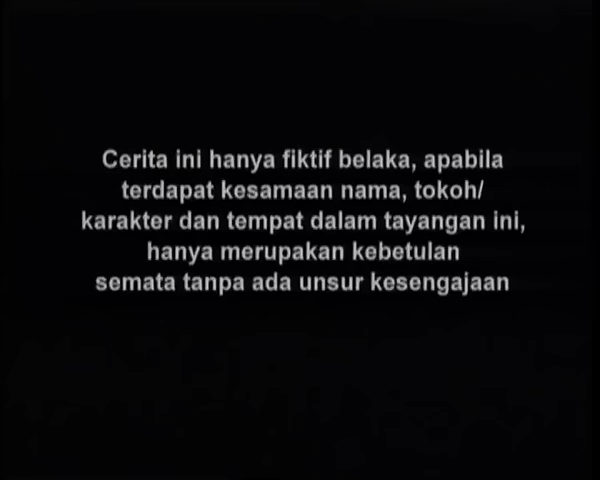 Cerita ini hanya fiktif belaka, apabila
terdapat kesamaan nama, tokoh/
karakter dan tempat dalam tayangan ini,
hanya merupakan kebetulan
semata tanpa ada unsur kesengajaan